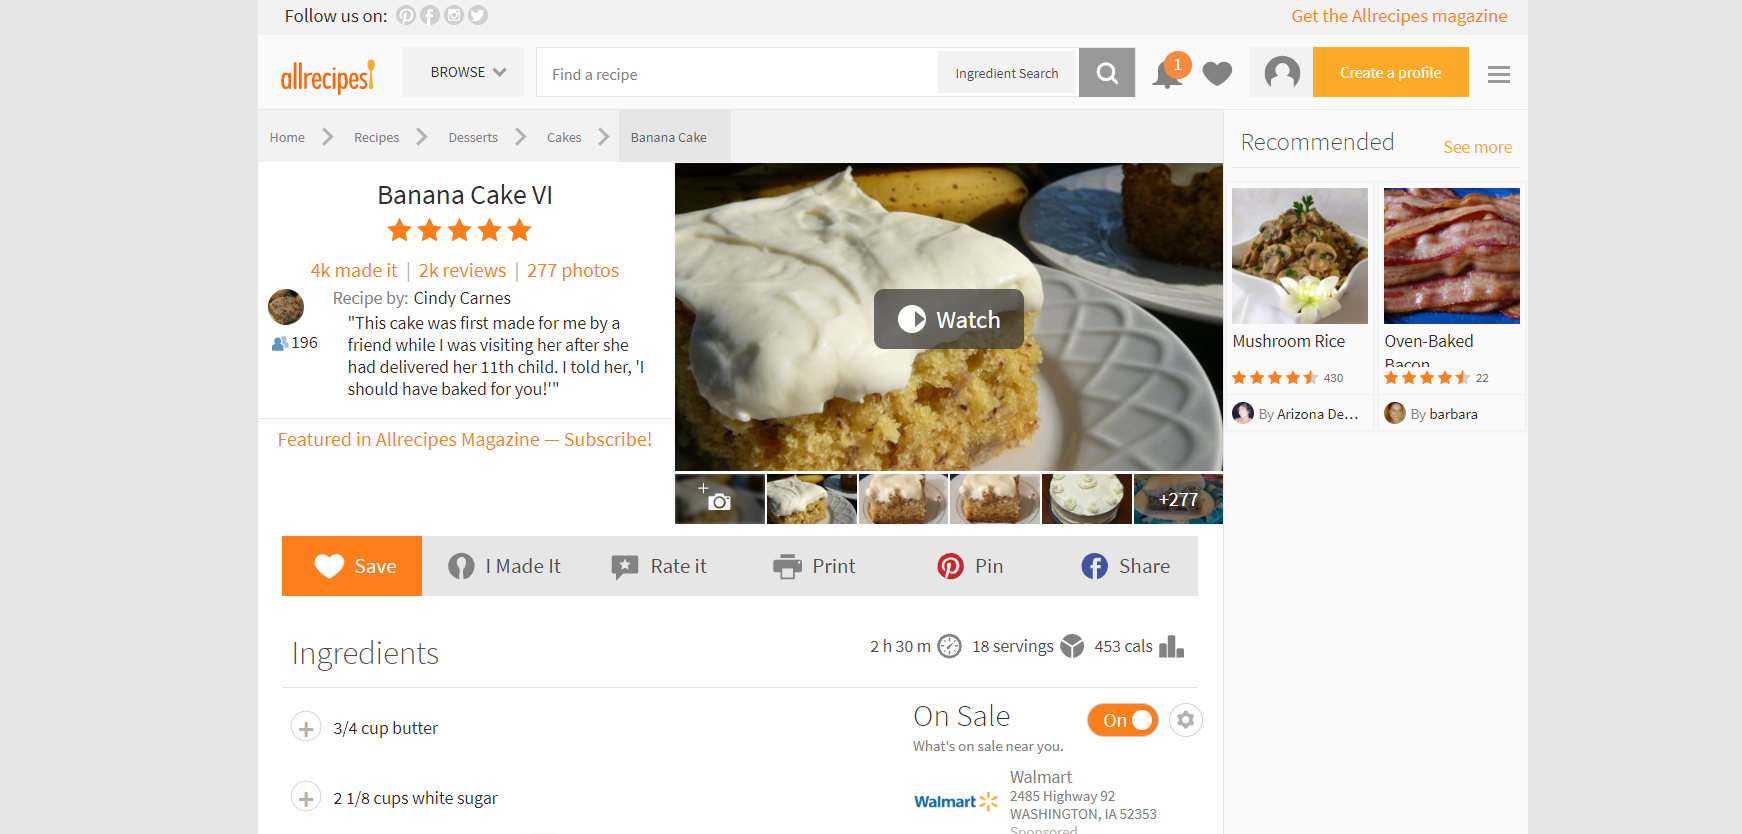 Follow us on:
Get the Allrecipes magazine
allrecipes
BROWSE
Find a recipe
Ingredient Search
1
Create a profile
Home
Recipes
Desserts
Cakes
Banana Cake
Banana Cake VI
4k made it | 2k reviews | 277 photos
Recipe by: Cindy Carnes
196
"This cake was first made for me by a
friend while I was visiting her after she
had delivered her 11th child. I told her, 'I
should have baked for you!'"
Featured in Allrecipes Magazine — Subscribe!
Watch
+277
Recommended
See more
Mushroom Rice
430
By Arizona De...
Oven-Baked
Bacon
22
By barbara
Save
I Made It
Rate it
Print
Pin
Share
Ingredients
2 h 30 m
18 servings
453 cals
3/4 cup butter
2 1/8 cups white sugar
On Sale
On
What's on sale near you.
Walmart
Walmart
2485 Highway 92
WASHINGTON, IA 52353
Sponsored